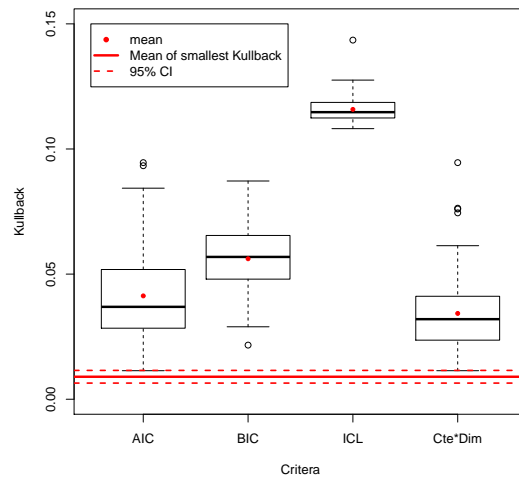 0.15
0.10
0.05
0.00
Kullback
mean
Mean of smallest Kullback
95% CI
AIC
BIC
ICL
Cte*Dim
Critera